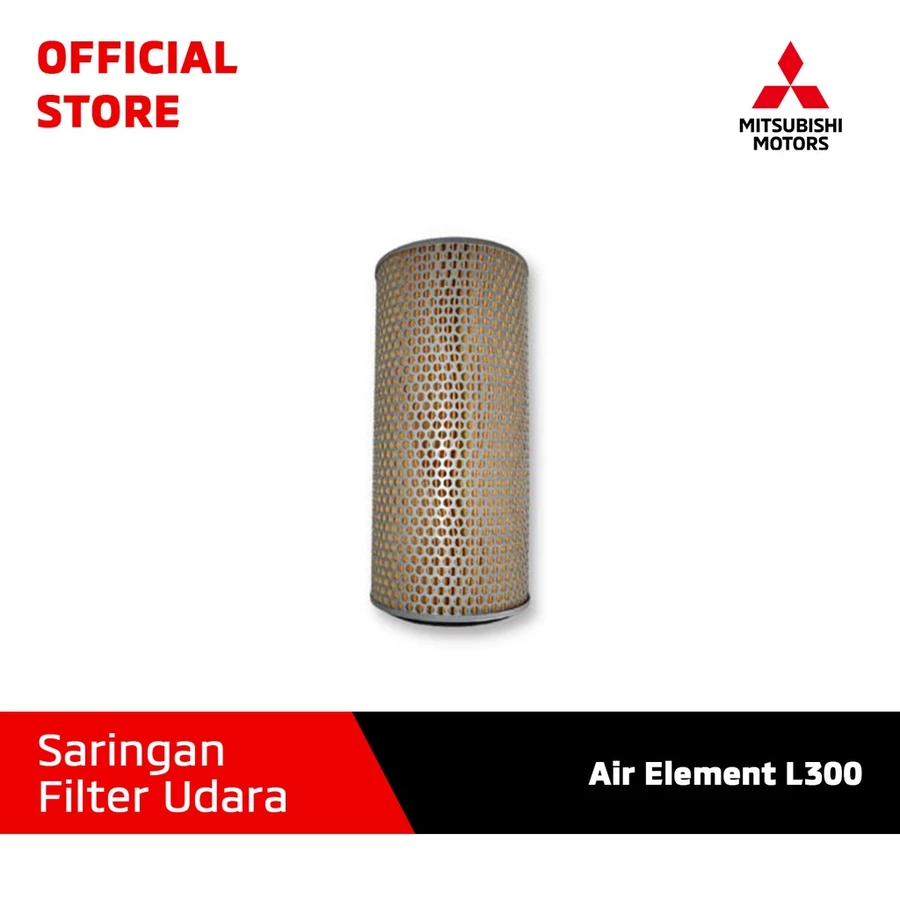 OFFICIAL
STORE
MITSUBISHI
MOTORS
Saringan
Filter Udara
Air Element L300